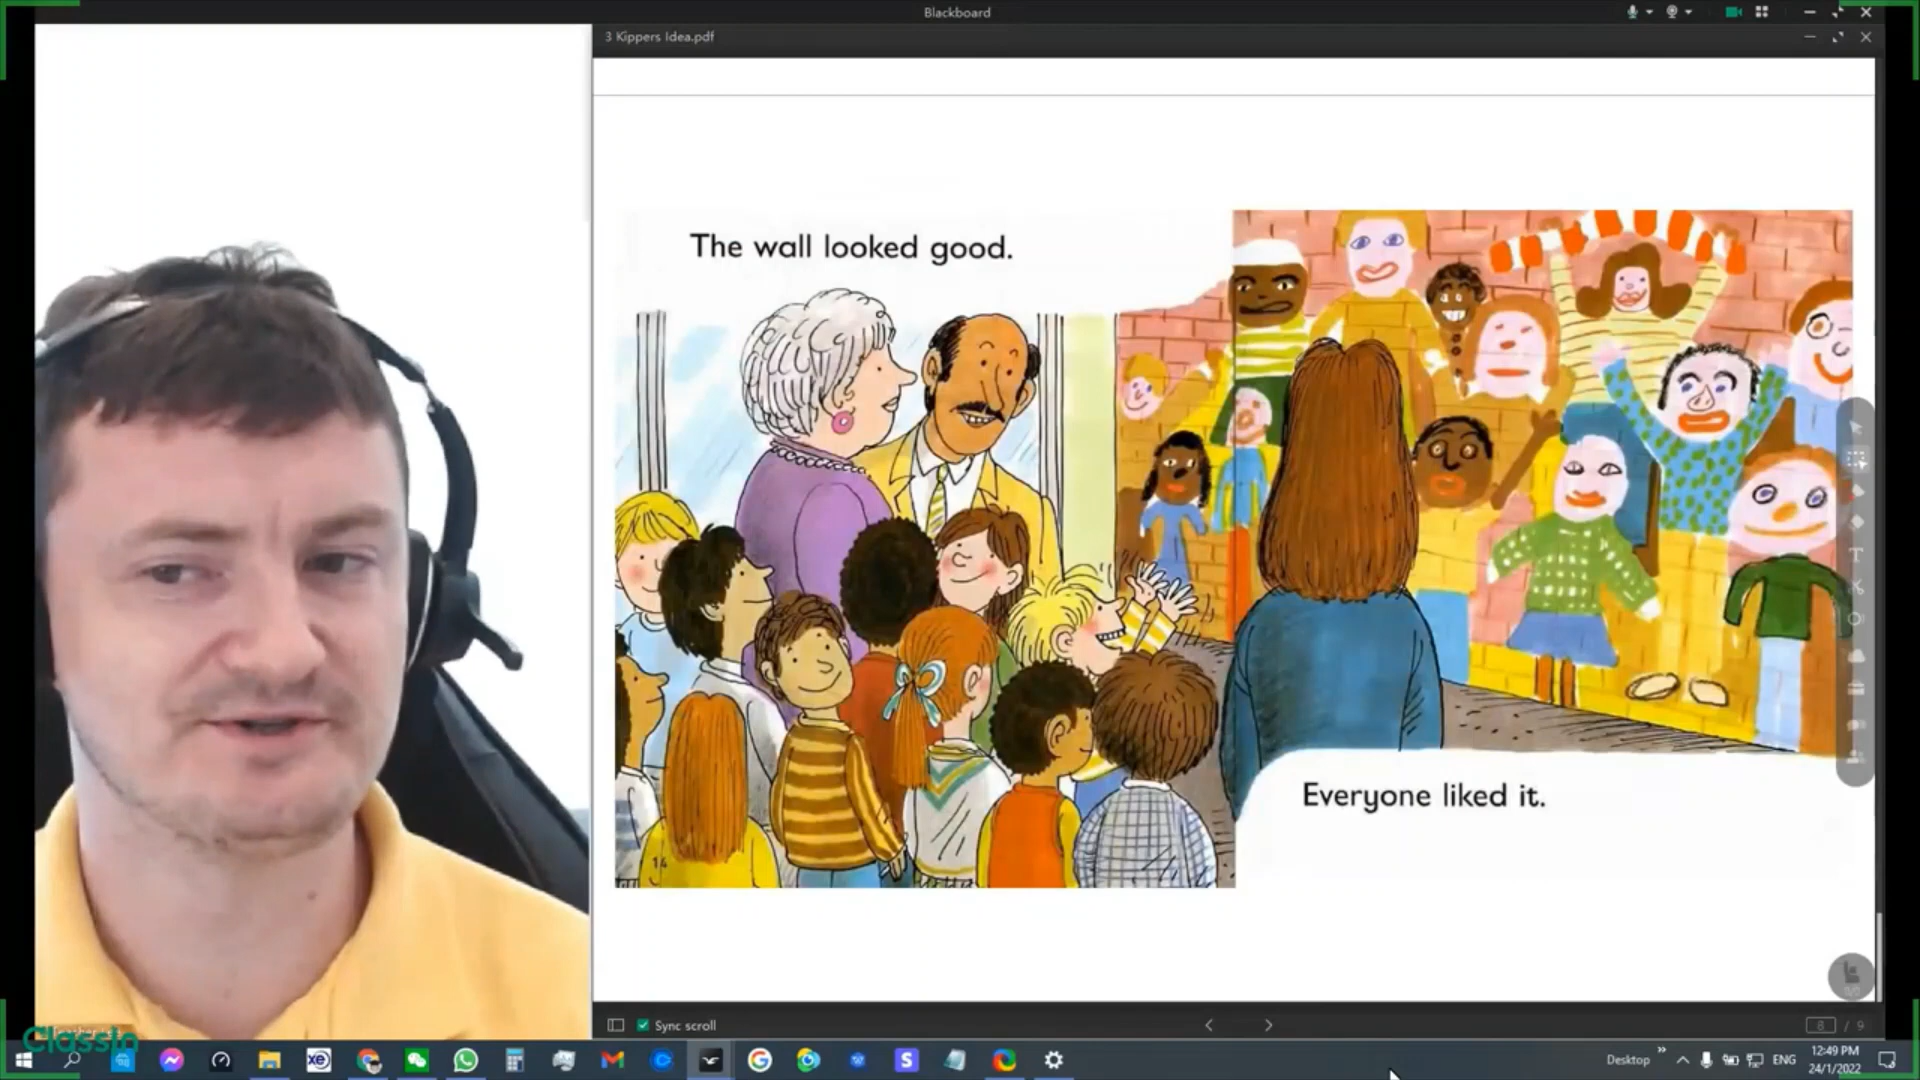 Blackboard
3 Kippers Idea.pdf
The wall looked good.
14
Everyone liked it.
Sync scroll
8 / 9
ClassIn
Desktop
ENG
12:49 PM
24/1/2022